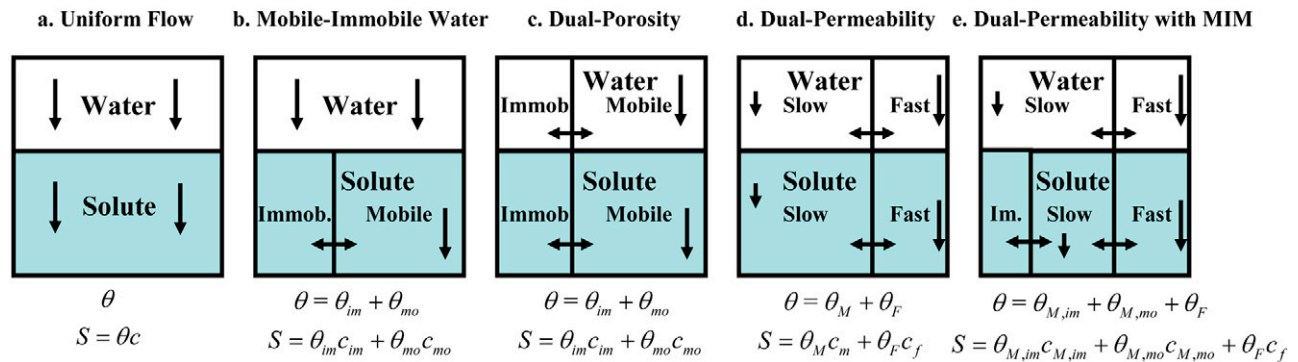 a. Uniform Flow
b. Mobile-Immobile Water
c. Dual-Porosity
d. Dual-Permeability
e. Dual-Permeability with MIM
Water
Solute
θ
S = θc
Water
Solute
Immob.
Mobile
θ = θ_im + θ_mo
S = θ_im c_im + θ_mo c_mo
Water
Immob
Mobile
Solute
Immob
Mobile
θ = θ_im + θ_mo
S = θ_im c_im + θ_mo c_mo
Water
Slow
Fast
Solute
Slow
Fast
θ = θ_M + θ_F
S = θ_M c_m + θ_F c_f
Water
Slow
Fast
Solute
Im.
Slow
Fast
θ = θ_M,im + θ_M,mo + θ_F
S = θ_M,im c_M,im + θ_M,mo c_M,mo + θ_F c_f